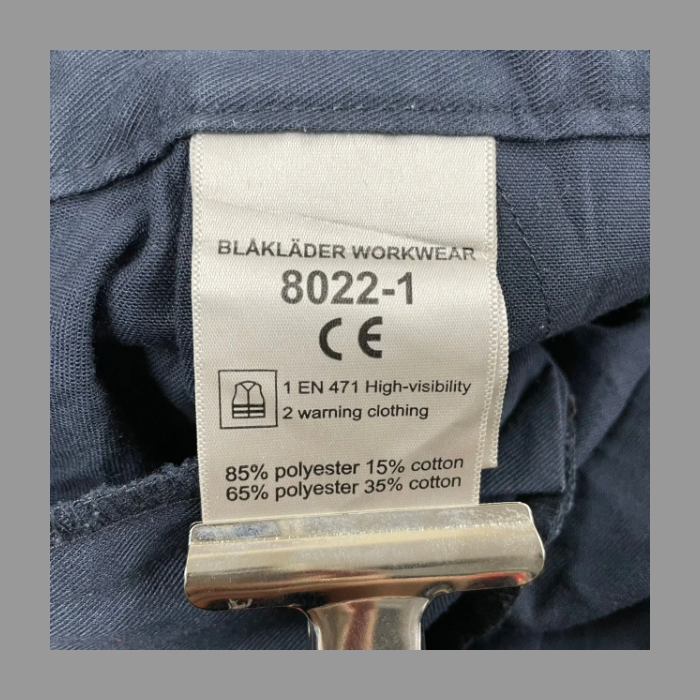 BLÅKLÄDER WORKWEAR
8022-1
CE
1 EN 471 High-visibility
2 warning clothing
85% polyester 15% cotton
65% polyester 35% cotton